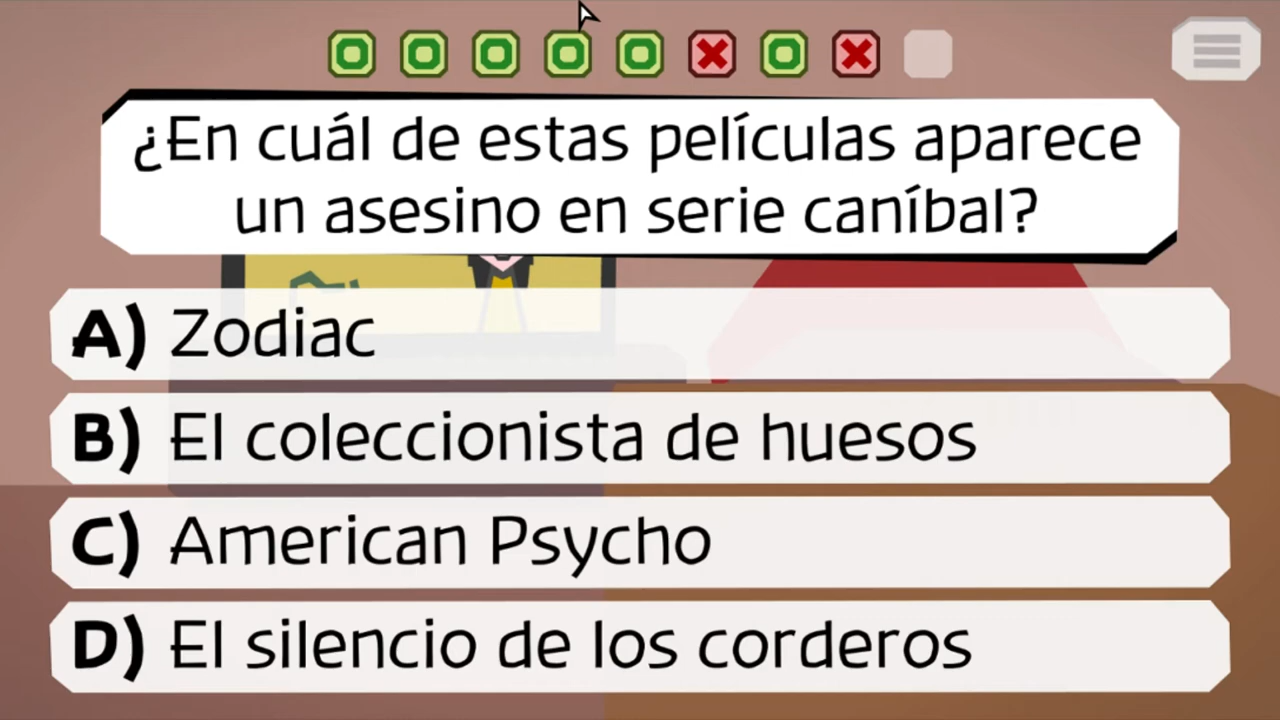 ¿En cuál de estas películas aparece
un asesino en serie caníbal?
A) Zodiac
B) El coleccionista de huesos
C) American Psycho
D) El silencio de los corderos